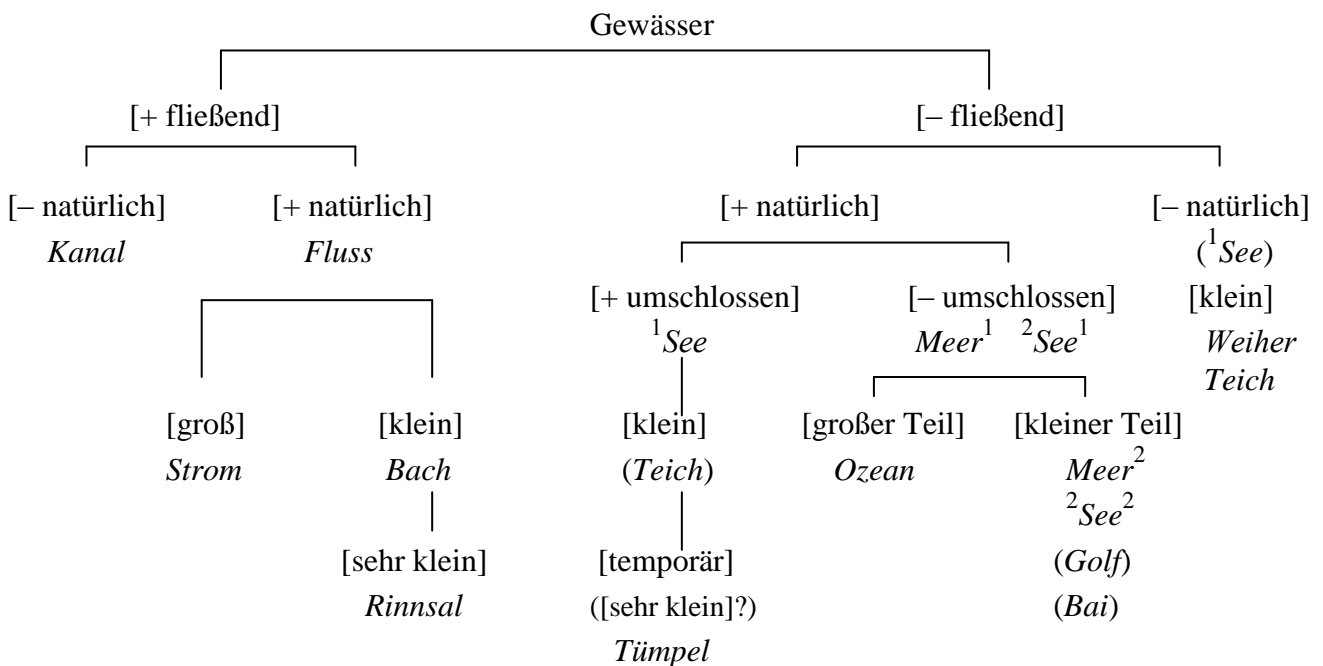 Gewässer
[+ fließend] [– fließend]
[– natürlich] [+ natürlich] [+ natürlich] [– natürlich]
Kanal Fluss (¹See)
[+ umschlossen] [– umschlossen] [klein]
¹See Meer¹ ²See¹ Weiher
Teich
[groß] [klein] [klein] [großer Teil] [kleiner Teil]
Strom Bach (Teich) Ozean Meer²
²See²
[sehr klein] [temporär] (Golf)
Rinnsal ([sehr klein]?) (Bai)
Tümpel